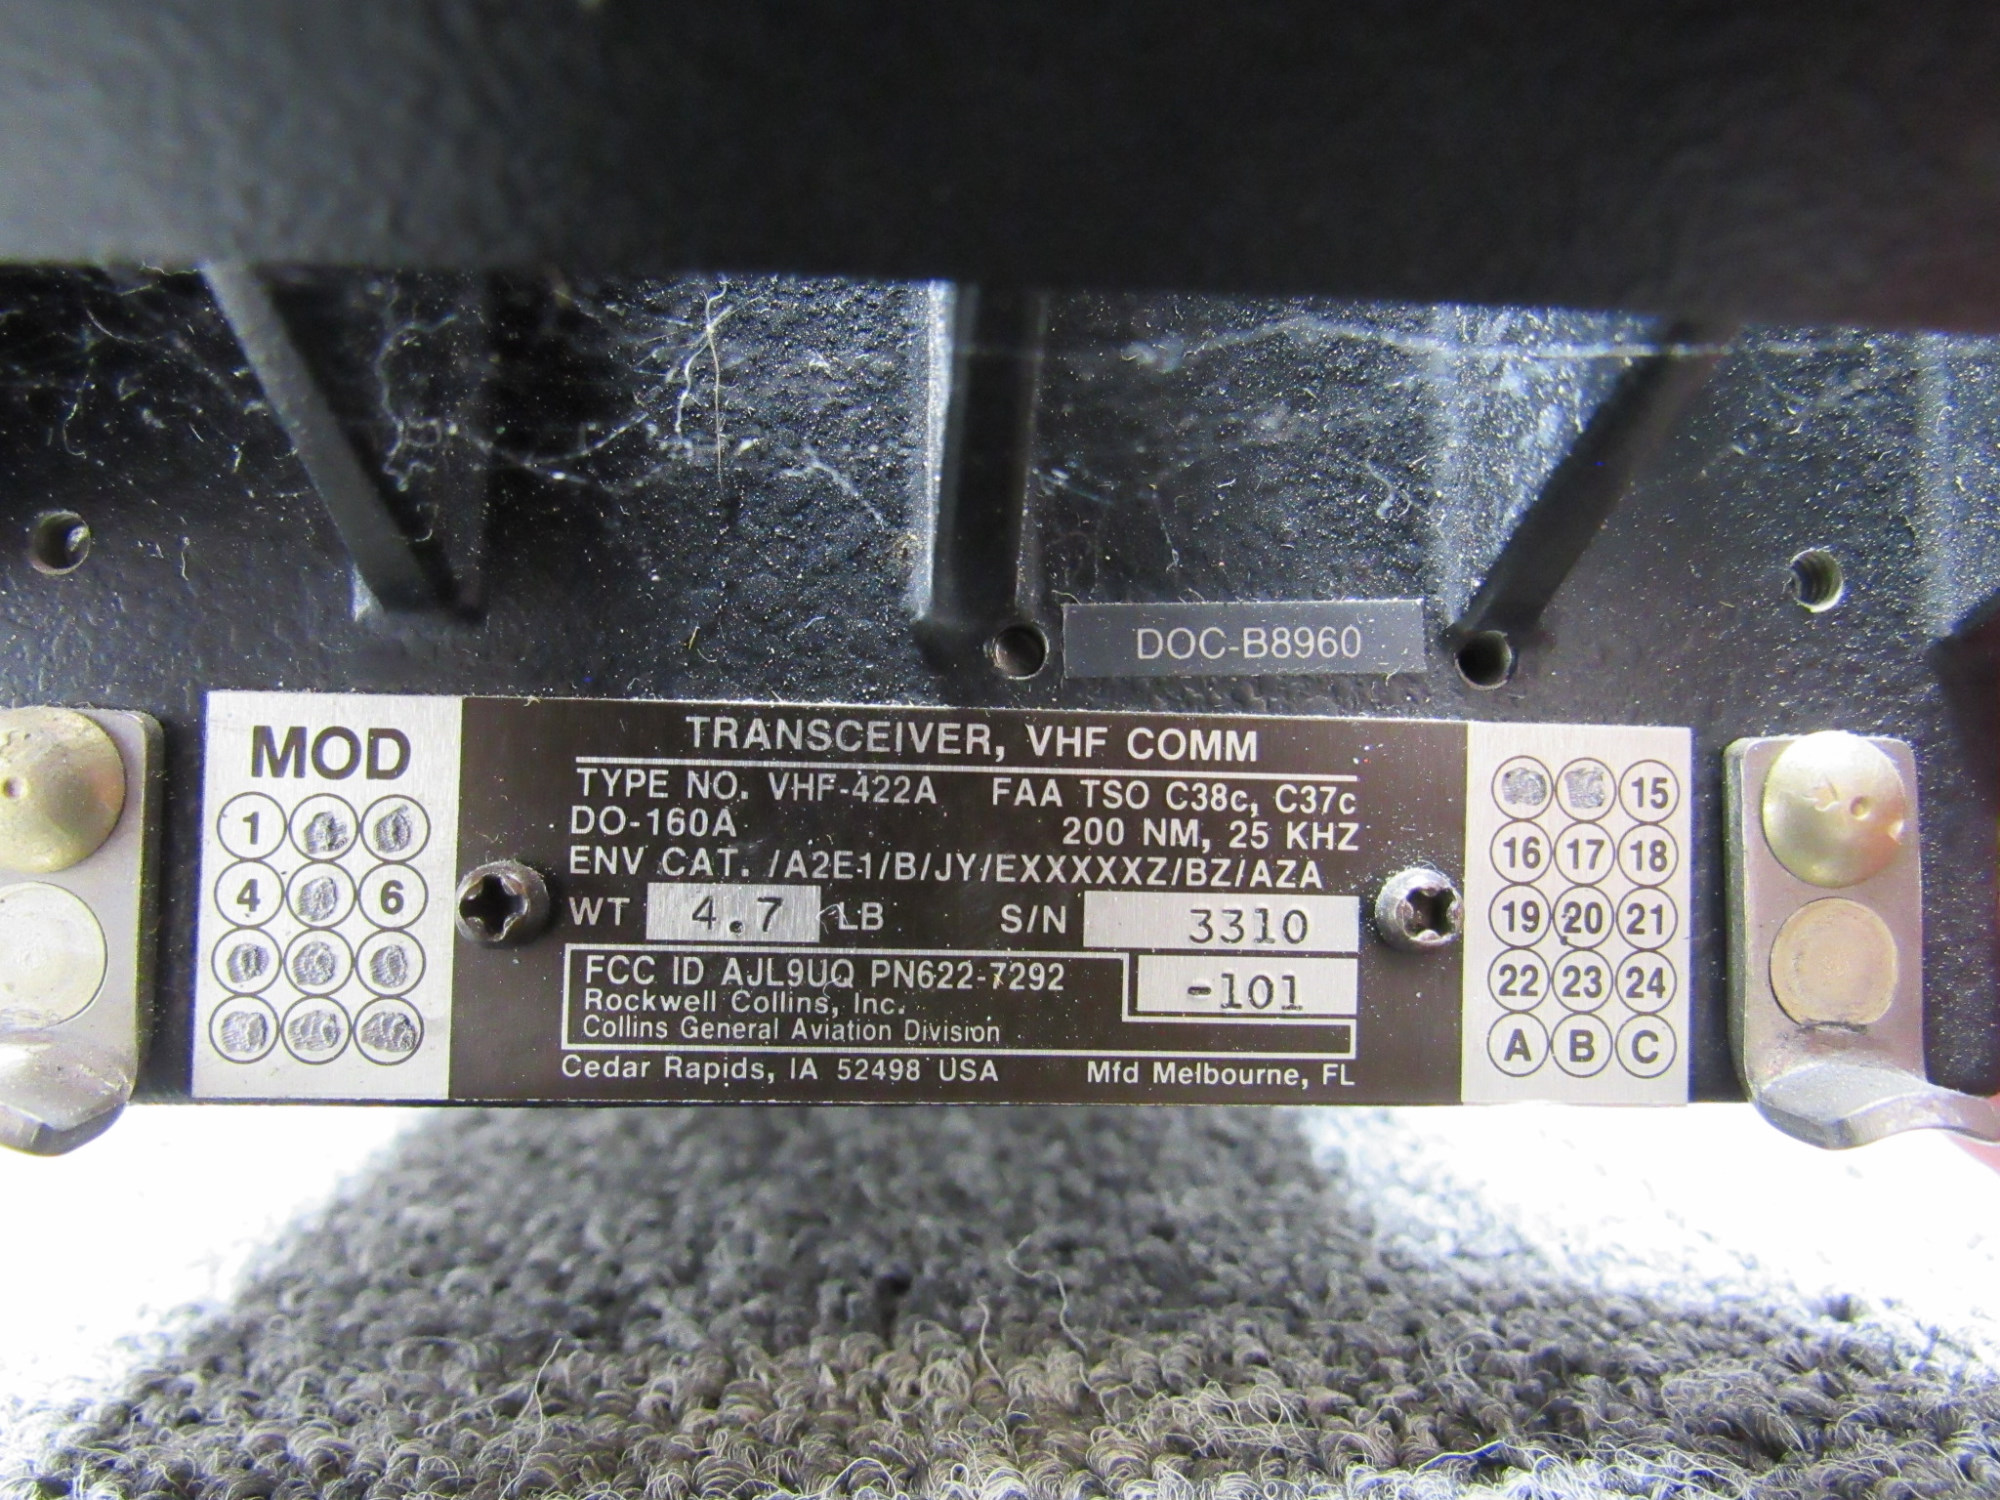 DOC-B8960
MOD
1
4 6
TRANSCEIVER, VHF COMM
TYPE NO. VHF-422A FAA TSO C38c, C37c
DO-160A 200 NM, 25 KHZ
ENV CAT. /A2E1/B/JY/EXXXXXZ/BZ/AZA
WT 4.7 LB S/N 3310
FCC ID AJL9UQ PN622-7292 -101
Rockwell Collins, Inc.
Collins General Aviation Division
Cedar Rapids, IA 52498 USA Mfd Melbourne, FL
15
16 17 18
19 20 21
22 23 24
A B C